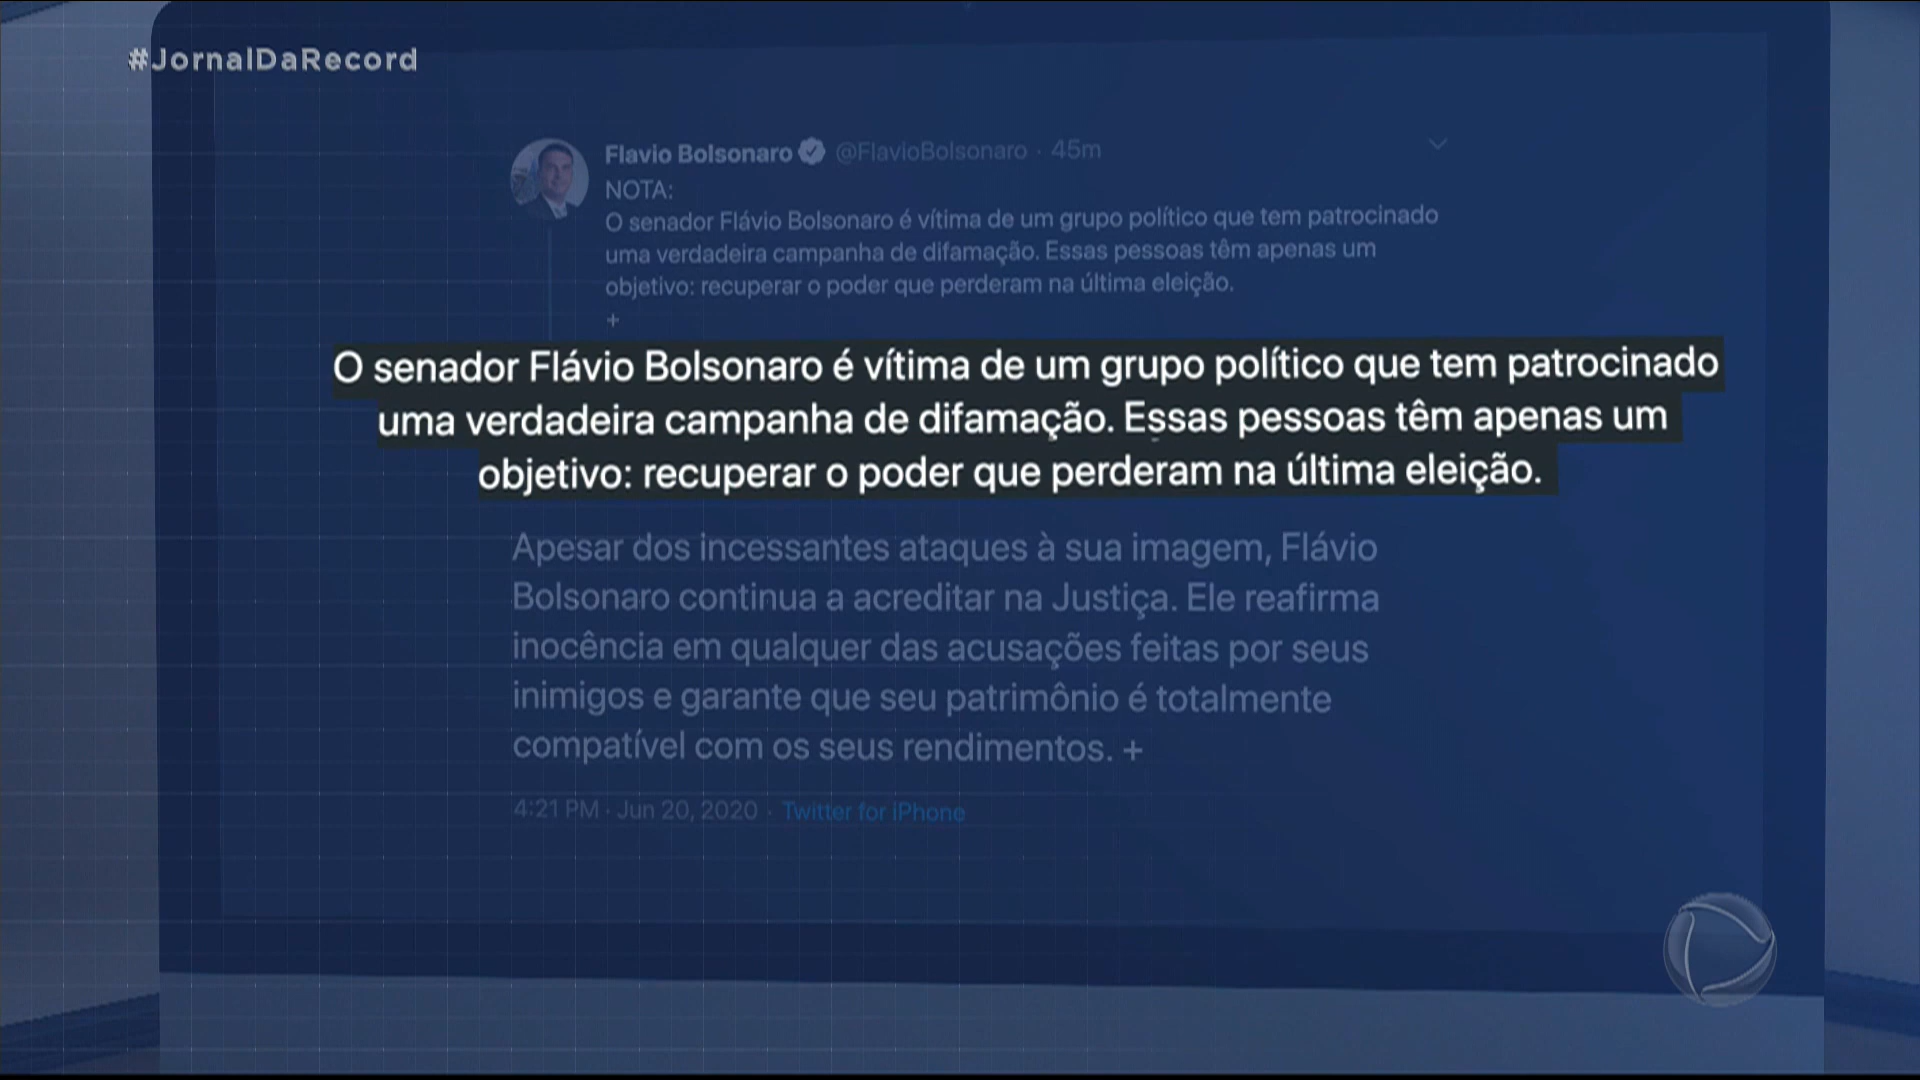 #JornalDaRecord
Flavio Bolsonaro @FlavioBolsonaro · 45m
NOTA:
O senador Flávio Bolsonaro é vítima de um grupo político que tem patrocinado
uma verdadeira campanha de difamação. Essas pessoas têm apenas um
objetivo: recuperar o poder que perderam na última eleição.
+
O senador Flávio Bolsonaro é vítima de um grupo político que tem patrocinado
uma verdadeira campanha de difamação. Essas pessoas têm apenas um
objetivo: recuperar o poder que perderam na última eleição.
Apesar dos incessantes ataques à sua imagem, Flávio
Bolsonaro continua a acreditar na Justiça. Ele reafirma
inocência em qualquer das acusações feitas por seus
inimigos e garante que seu patrimônio é totalmente
compatível com os seus rendimentos. +
4:21 PM · Jun 20, 2020 · Twitter for iPhone